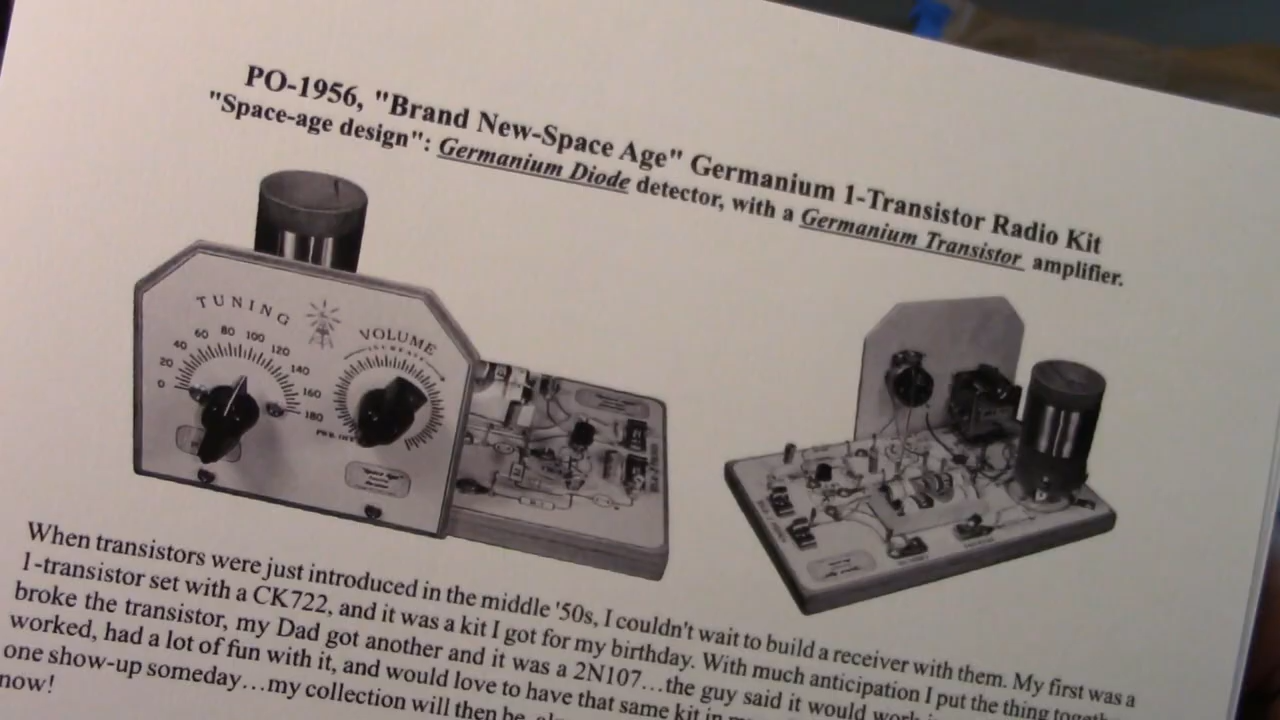 PO-1956, "Brand New-Space Age" Germanium 1-Transistor Radio Kit
"Space-age design": Germanium Diode detector, with a Germanium Transistor amplifier.
TUNING
0 20 40 60 80 100 120 140 160 180
VOLUME
INCREASE
PWR. OFF
When transistors were just introduced in the middle '50s, I couldn't wait to build a receiver with them. My first was a
1-transistor set with a CK722, and it was a kit I got for my birthday. With much anticipation I put the thing
broke the transistor, my Dad got another and it was a 2N107…the guy said it would work
worked, had a lot of fun with it, and would love to have that same kit in
one show-up someday…my collection will then be
now!